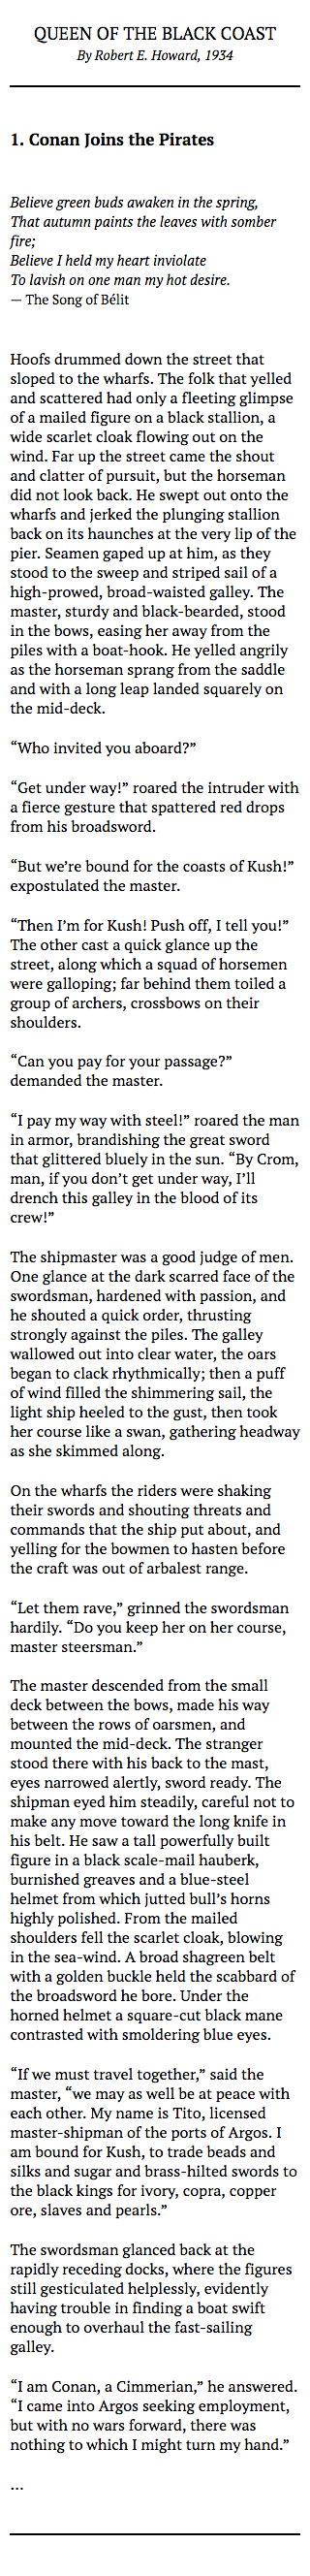 QUEEN OF THE BLACK COAST
By Robert E. Howard, 1934
1. Conan Joins the Pirates
Believe green buds awaken in the spring,
That autumn paints the leaves with somber
fire;
Believe I held my heart inviolate
To lavish on one man my hot desire.
— The Song of Bélit
Hoofs drummed down the street that
sloped to the wharfs. The folk that yelled
and scattered had only a fleeting glimpse
of a mailed figure on a black stallion, a
wide scarlet cloak flowing out on the
wind. Far up the street came the shout
and clatter of pursuit, but the horseman
did not look back. He swept out onto the
wharfs and jerked the plunging stallion
back on its haunches at the very lip of the
pier. Seamen gaped up at him, as they
stood to the sweep and striped sail of a
high-prowed, broad-waisted galley. The
master, sturdy and black-bearded, stood
in the bows, easing her away from the
piles with a boat-hook. He yelled angrily
as the horseman sprang from the saddle
and with a long leap landed squarely on
the mid-deck.
“Who invited you aboard?”
“Get under way!” roared the intruder with
a fierce gesture that spattered red drops
from his broadsword.
“But we’re bound for the coasts of Kush!”
expostulated the master.
“Then I’m for Kush! Push off, I tell you!”
The other cast a quick glance up the
street, along which a squad of horsemen
were galloping; far behind them toiled a
group of archers, crossbows on their
shoulders.
“Can you pay for your passage?”
demanded the master.
“I pay my way with steel!” roared the man
in armor, brandishing the great sword
that glittered bluely in the sun. “By Crom,
man, if you don’t get under way, I’ll
drench this galley in the blood of its
crew!”
The shipmaster was a good judge of men.
One glance at the dark scarred face of the
swordsman, hardened with passion, and
he shouted a quick order, thrusting
strongly against the piles. The galley
wallowed out into clear water, the oars
began to clack rhythmically; then a puff
of wind filled the shimmering sail, the
light ship heeled to the gust, then took
her course like a swan, gathering headway
as she skimmed along.
On the wharfs the riders were shaking
their swords and shouting threats and
commands that the ship put about, and
yelling for the bowmen to hasten before
the craft was out of arbalest range.
“Let them rave,” grinned the swordsman
hardily. “Do you keep her on her course,
master steersman.”
The master descended from the small
deck between the bows, made his way
between the rows of oarsmen, and
mounted the mid-deck. The stranger
stood there with his back to the mast,
eyes narrowed alertly, sword ready. The
shipman eyed him steadily, careful not to
make any move toward the long knife in
his belt. He saw a tall powerfully built
figure in a black scale-mail hauberk,
burnished greaves and a blue-steel
helmet from which jutted bull’s horns
highly polished. From the mailed
shoulders fell the scarlet cloak, blowing
in the sea-wind. A broad shagreen belt
with a golden buckle held the scabbard of
the broadsword he bore. Under the
horned helmet a square-cut black mane
contrasted with smoldering blue eyes.
“If we must travel together,” said the
master, “we may as well be at peace with
each other. My name is Tito, licensed
master-shipman of the ports of Argos. I
am bound for Kush, to trade beads and
silks and sugar and brass-hilted swords to
the black kings for ivory, copra, copper
ore, slaves and pearls.”
The swordsman glanced back at the
rapidly receding docks, where the figures
still gesticulated helplessly, evidently
having trouble in finding a boat swift
enough to overhaul the fast-sailing
galley.
“I am Conan, a Cimmerian,” he answered.
“I came into Argos seeking employment,
but with no wars forward, there was
nothing to which I might turn my hand.”
...